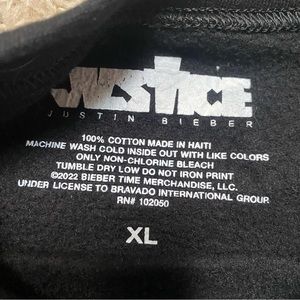 JUSTICE
JUSTIN BIEBER
100% COTTON MADE IN HAITI
MACHINE WASH COLD INSIDE OUT WITH LIKE COLORS
ONLY NON-CHLORINE BLEACH
TUMBLE DRY LOW DO NOT IRON PRINT
©2022 BIEBER TIME MERCHANDISE, LLC.
UNDER LICENSE TO BRAVADO INTERNATIONAL GROUP.
RN# 102050
XL